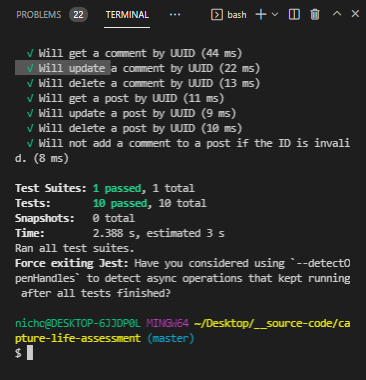 PROBLEMS 22 TERMINAL ··· bash
√ Will get a comment by UUID (44 ms)
√ Will update a comment by UUID (22 ms)
√ Will delete a comment by UUID (13 ms)
√ Will get a post by UUID (11 ms)
√ Will update a post by UUID (9 ms)
√ Will delete a post by UUID (10 ms)
√ Will not add a comment to a post if the ID is invali
d. (8 ms)
Test Suites: 1 passed, 1 total
Tests: 10 passed, 10 total
Snapshots: 0 total
Time: 2.388 s, estimated 3 s
Ran all test suites.
Force exiting Jest: Have you considered using `--detectO
penHandles` to detect async operations that kept running
after all tests finished?
nichc@DESKTOP-6JJDP0L MINGW64 ~/Desktop/__source-code/ca
pture-life-assessment (master)
$